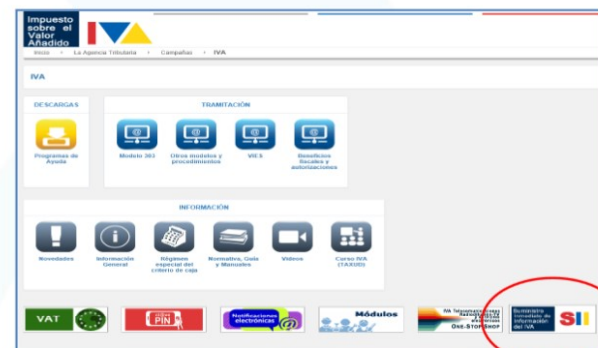 Impuesto
sobre el
Valor
Añadido
IVA
Inicio La Agencia Tributaria Campañas IVA
IVA
DESCARGAS
TRAMITACIÓN
Programas de
Ayuda
Modelo 303
Otros modelos y
procedimientos
VIES
Beneficios
fiscales y
autorizaciones
INFORMACIÓN
Novedades
Información
General
Régimen
especial del
criterio de caja
Normativa, Guía
y Manuales
Vídeos
Curso IVA
(TAXUD)
VAT
PIN
Notificaciones
electrónicas
Módulos
ONE-STOP-SHOP
Suministro
Inmediato de
Información
del IVA
SII